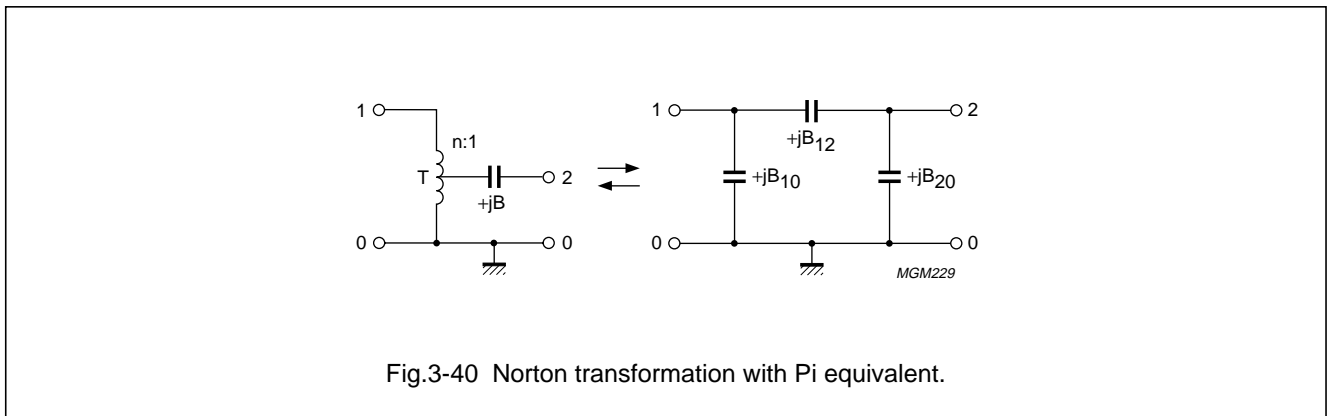 1
n:1
T
+jB
2
0
0
1
+jB12
2
+jB10
+jB20
0
0
MGM229
Fig.3-40 Norton transformation with Pi equivalent.